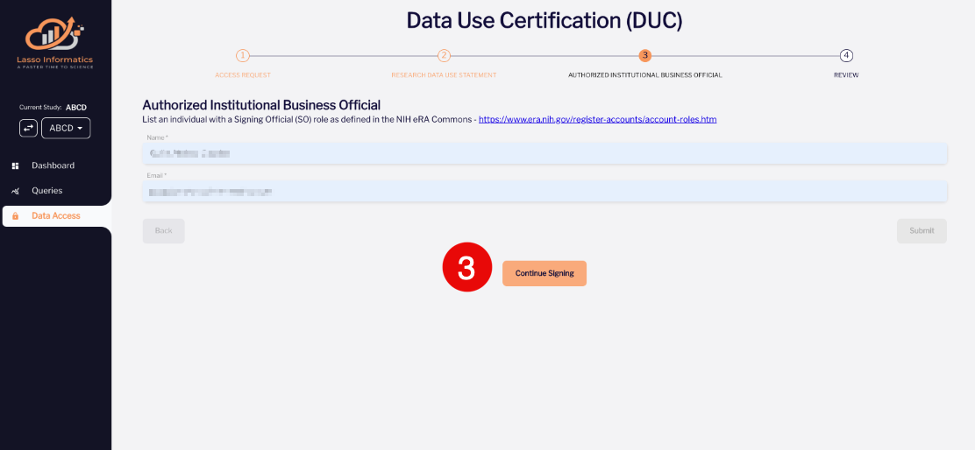 Data Use Certification (DUC)
Lasso Informatics
A FASTER TIME TO SCIENCE
1
2
3
4
ACCESS REQUEST
RESEARCH DATA USE STATEMENT
AUTHORIZED INSTITUTIONAL BUSINESS OFFICIAL
REVIEW
Current Study: ABCD
ABCD
Dashboard
Queries
Data Access
Authorized Institutional Business Official
List an individual with a Signing Official (SO) role as defined in the NIH eRA Commons - https://www.era.nih.gov/register-accounts/account-roles.htm
Name *
Email *
Back
Submit
3
Continue Signing